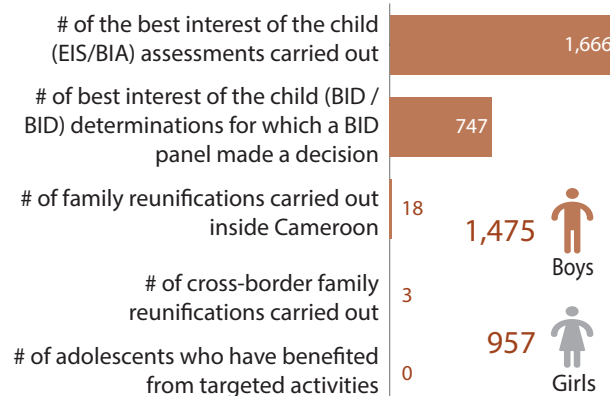 # of the best interest of the child
(EIS/BIA) assessments carried out
1,666
# of best interest of the child (BID /
BID) determinations for which a BID
panel made a decision
747
# of family reunifications carried out
inside Cameroon
18
1,475
Boys
# of cross-border family
reunifications carried out
3
957
Girls
# of adolescents who have benefited
from targeted activities
0